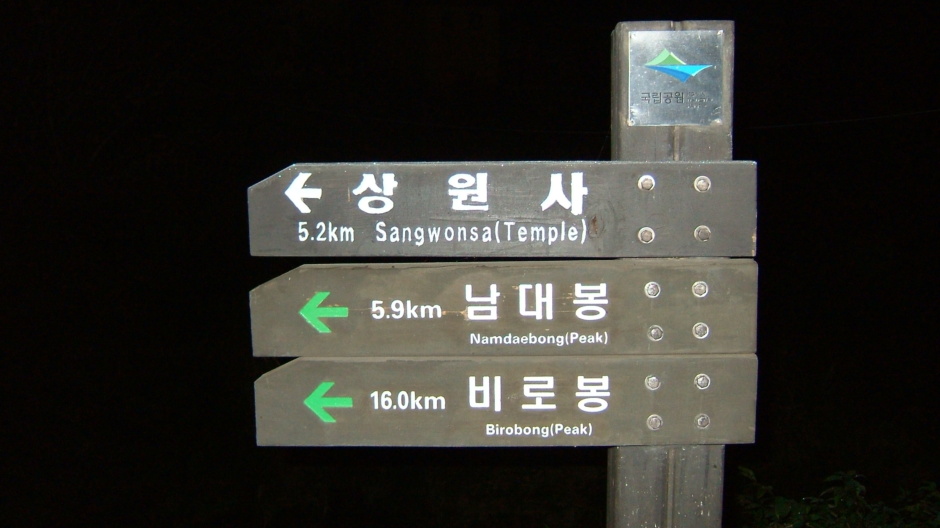 국립공원
← 상원사
5.2km Sangwonsa(Temple)
← 5.9km 남대봉
Namdaebong(Peak)
← 16.0km 비로봉
Birobong(Peak)